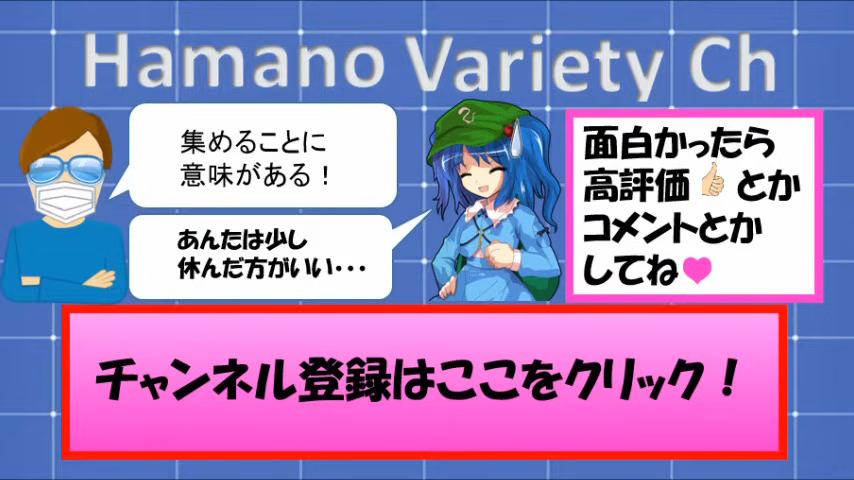 Hamano Variety Ch
集めることに
意味がある！
あんたは少し
休んだ方がいい・・・
面白かったら
高評価👍とか
コメントとか
してね
チャンネル登録はここをクリック！